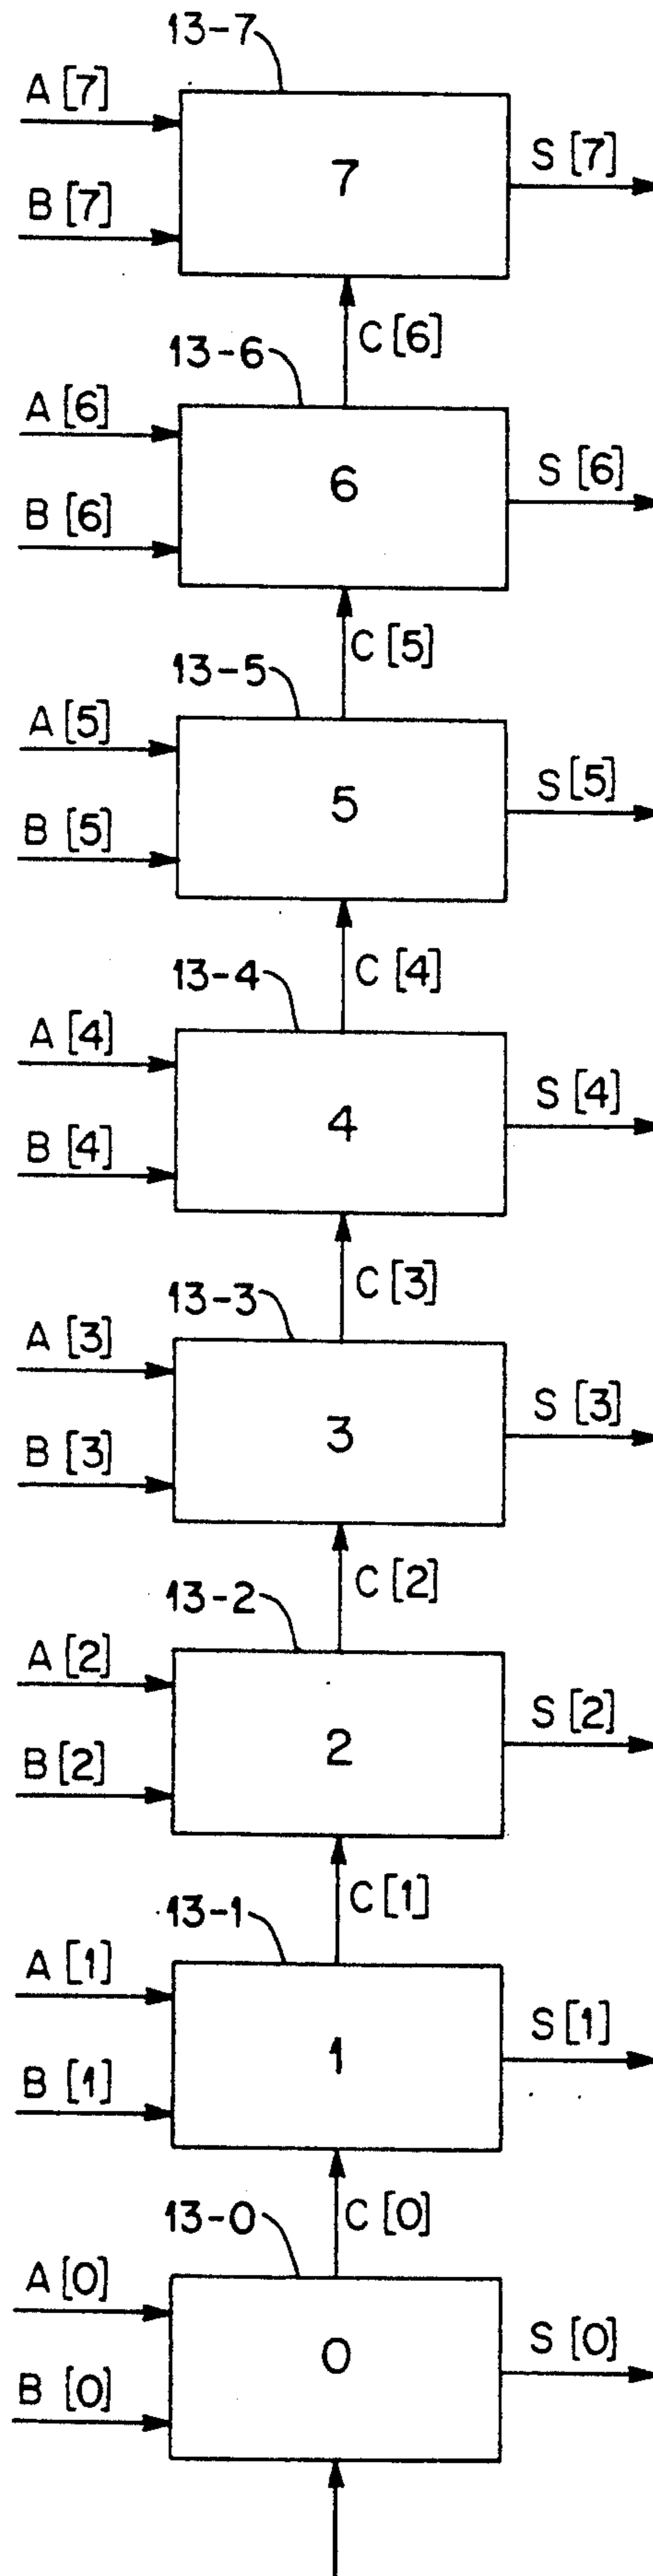 13-7
A [7]
B [7]
7
S [7]
C [6]
13-6
A [6]
B [6]
6
S [6]
C [5]
13-5
A [5]
B [5]
5
S [5]
C [4]
13-4
A [4]
B [4]
4
S [4]
C [3]
13-3
A [3]
B [3]
3
S [3]
C [2]
13-2
A [2]
B [2]
2
S [2]
C [1]
13-1
A [1]
B [1]
1
S [1]
C [0]
13-0
A [0]
B [0]
0
S [0]